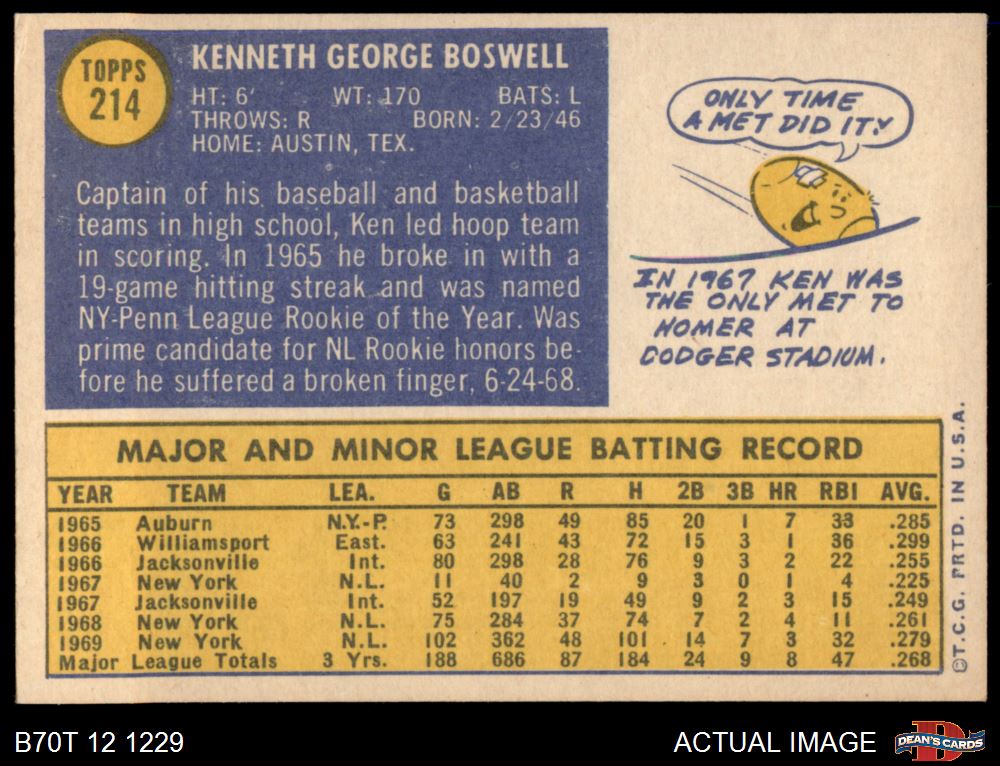 TOPPS
214
KENNETH GEORGE BOSWELL
HT: 6' WT: 170 BATS: L
THROWS: R BORN: 2/23/46
HOME: AUSTIN, TEX.
Captain of his baseball and basketball
teams in high school, Ken led hoop team
in scoring. In 1965 he broke in with a
19-game hitting streak and was named
NY-Penn League Rookie of the Year. Was
prime candidate for NL Rookie honors be-
fore he suffered a broken finger, 6-24-68.
ONLY TIME
A MET DID IT!
IN 1967 KEN WAS
THE ONLY MET TO
HOMER AT
DODGER STADIUM.
MAJOR AND MINOR LEAGUE BATTING RECORD
YEAR TEAM LEA. G AB R H 2B 3B HR RBI AVG.
1965 Auburn N.Y.-P. 73 298 49 85 20 1 7 33 .285
1966 Williamsport East. 63 241 43 72 15 3 1 36 .299
1966 Jacksonville Int. 80 298 28 76 9 3 2 22 .255
1967 New York N.L. 11 40 2 9 3 0 1 4 .225
1967 Jacksonville Int. 52 197 19 49 9 2 3 15 .249
1968 New York N.L. 75 284 37 74 7 2 4 11 .261
1969 New York N.L. 102 362 48 101 14 7 3 32 .279
Major League Totals 3 Yrs. 188 686 87 184 24 9 8 47 .268
©T.C.G. PRTD. IN U.S.A.
B70T 12 1229
ACTUAL IMAGE
DEAN'S CARDS